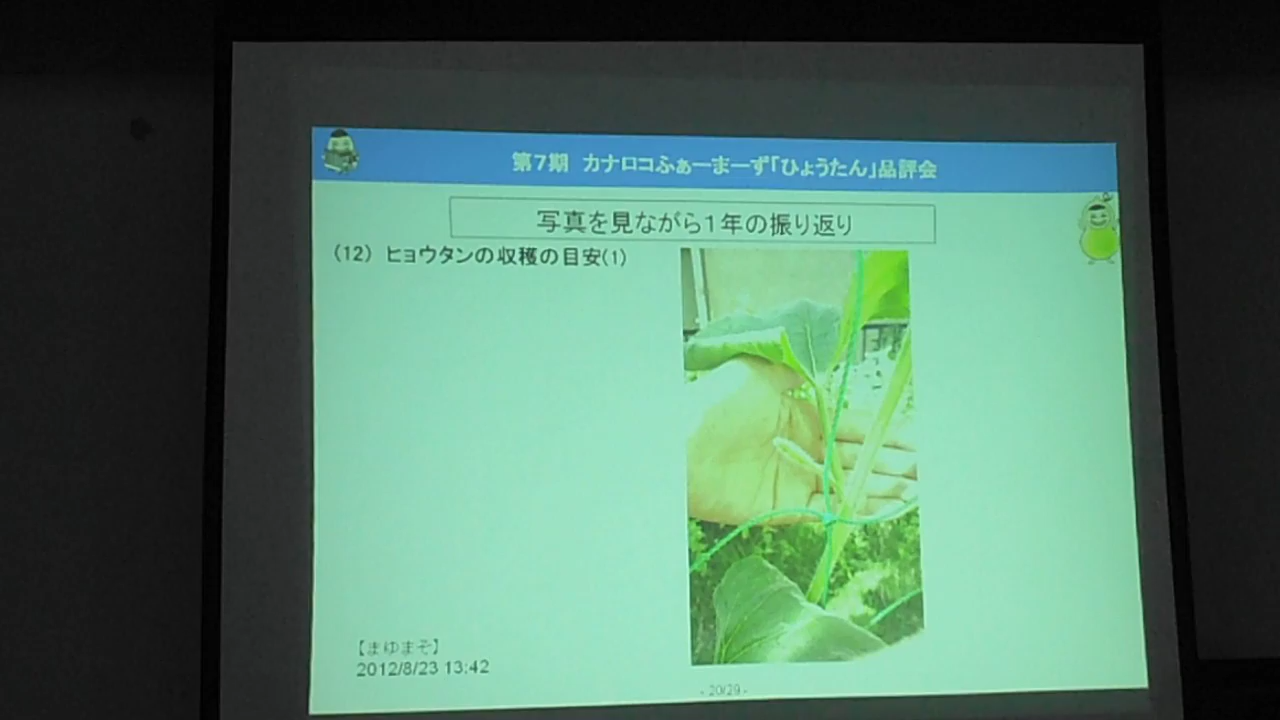 第7期 カナロコふぁーまーず「ひょうたん」品評会
写真を見ながら1年の振り返り
(12) ヒョウタンの収穫の目安(1)
【まゆまぞ】
2012/8/23 13:42
- 20/29 -